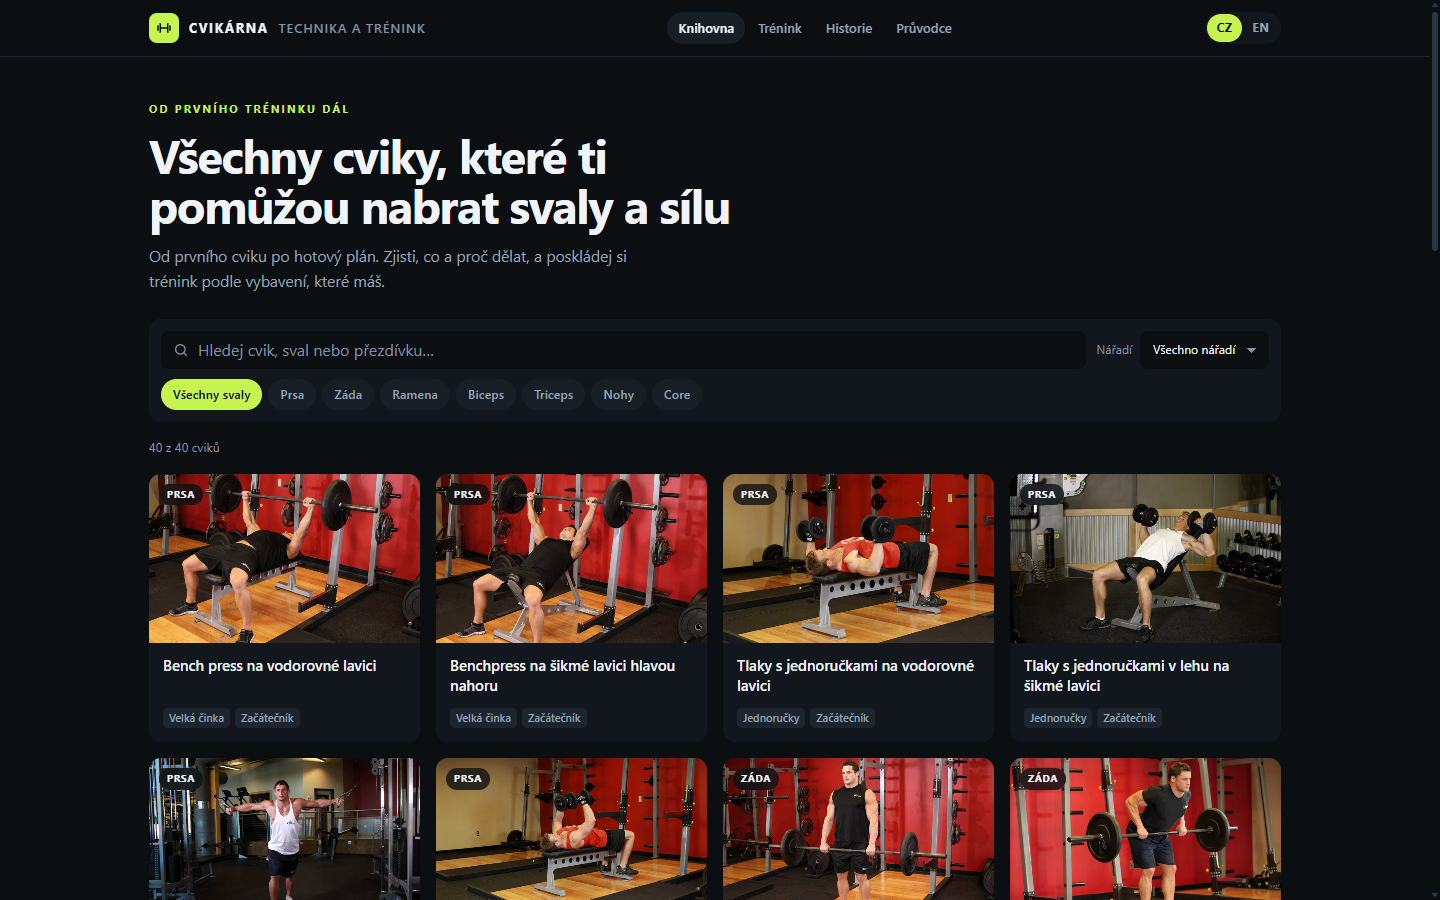 CVIKÁRNA TECHNIKA A TRÉNINK
Knihovna Trénink Historie Průvodce
CZ EN
OD PRVNÍHO TRÉNINKU DÁL
Všechny cviky, které ti
pomůžou nabrat svaly a sílu
Od prvního cviku po hotový plán. Zjisti, co a proč dělat, a poskládej si
trénink podle vybavení, které máš.
Hledej cvik, sval nebo přezdívku...
Nářadí Všechno nářadí
Všechny svaly Prsa Záda Ramena Biceps Triceps Nohy Core
40 z 40 cviků
PRSA
Bench press na vodorovné lavici
Velká činka Začátečník
PRSA
Benchpress na šikmé lavici hlavou
nahoru
Velká činka Začátečník
PRSA
Tlaky s jednoručkami na vodorovné
lavici
Jednoručky Začátečník
PRSA
Tlaky s jednoručkami v lehu na
šikmé lavici
Jednoručky Začátečník
PRSA
PRSA
ZÁDA
ZÁDA